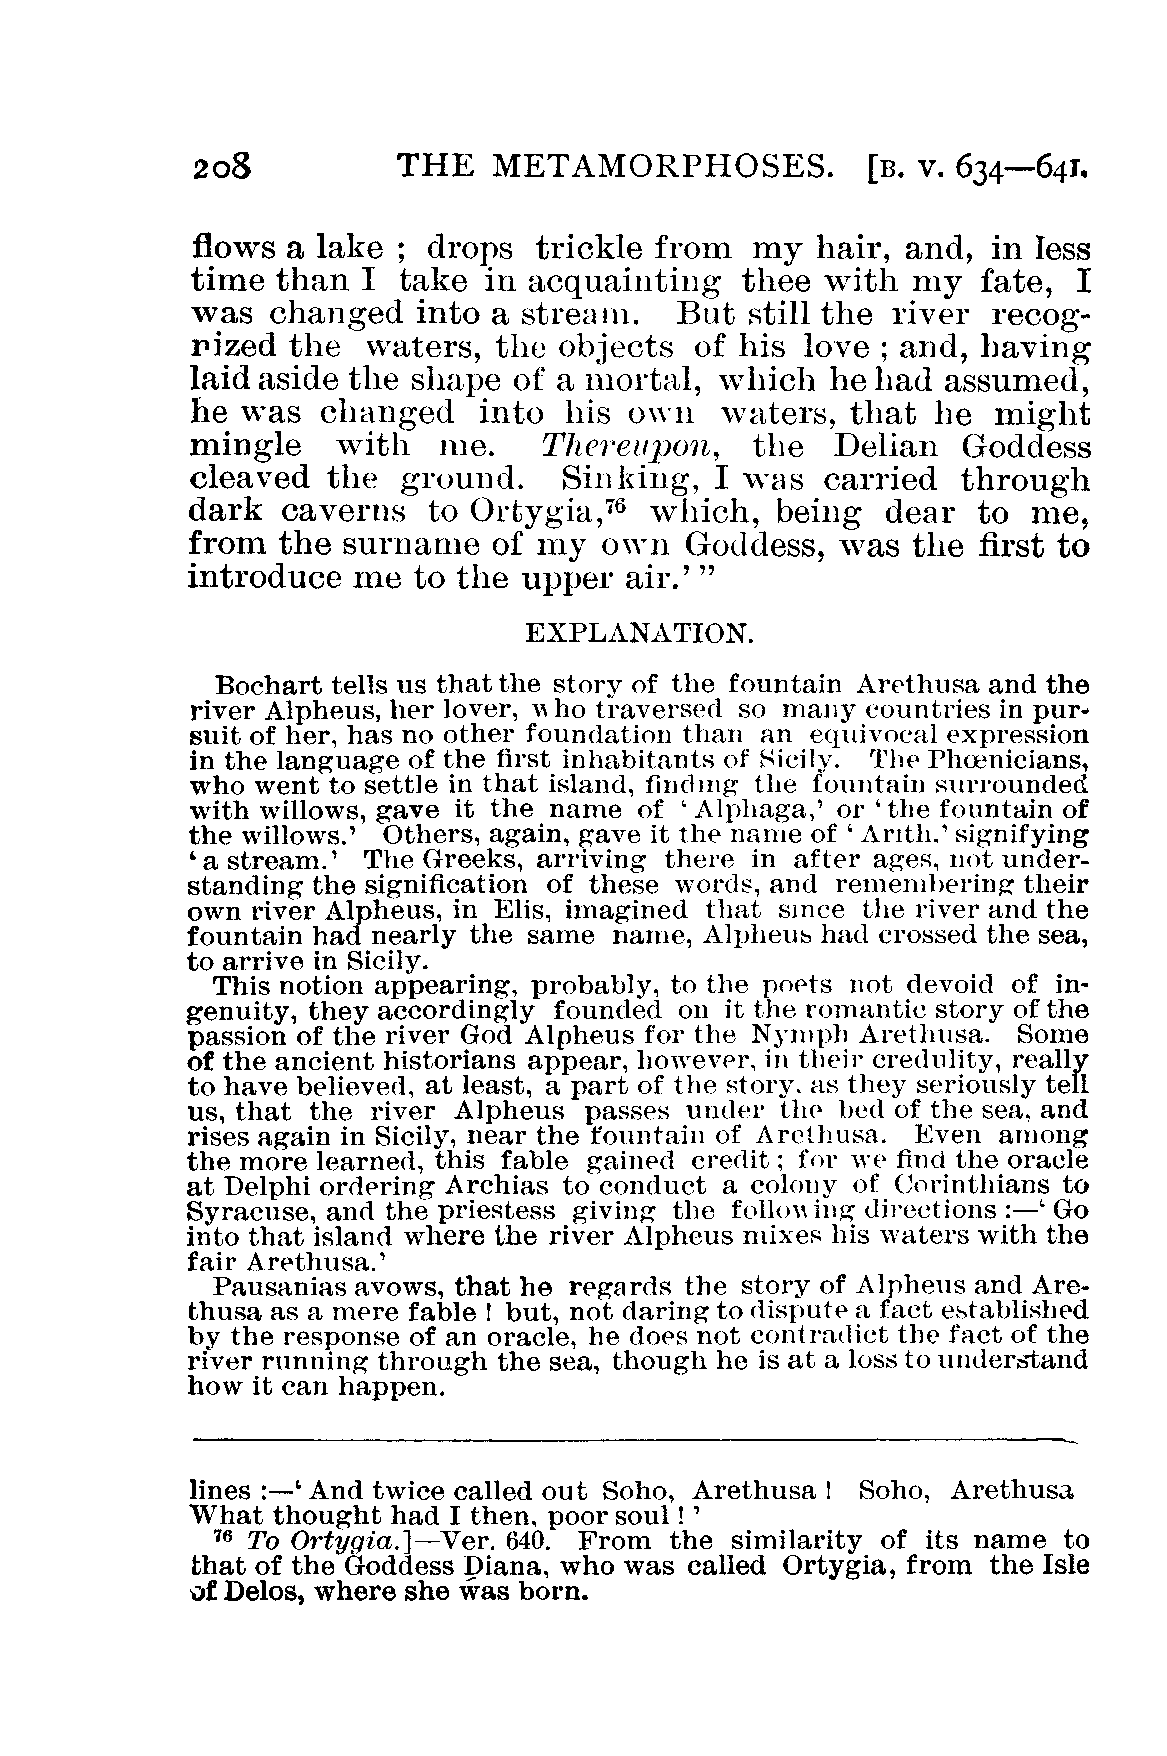 208 THE METAMORPHOSES. [B. V. 634—641.
flows a lake ; drops trickle from my hair, and, in less
time than I take in acquainting thee with my fate, I
was changed into a stream. But still the river recog-
nized the waters, the objects of his love ; and, having
laid aside the shape of a mortal, which he had assumed,
he was changed into his own waters, that he might
mingle with me. Thereupon, the Delian Goddess
cleaved the ground. Sinking, I was carried through
dark caverns to Ortygia,⁷⁶ which, being dear to me,
from the surname of my own Goddess, was the first to
introduce me to the upper air.’ ”
EXPLANATION.
Bochart tells us that the story of the fountain Arethusa and the
river Alpheus, her lover, who traversed so many countries in pur-
suit of her, has no other foundation than an equivocal expression
in the language of the first inhabitants of Sicily. The Phœnicians,
who went to settle in that island, finding the fountain surrounded
with willows, gave it the name of ‘ Alphaga,’ or ‘ the fountain of
the willows.’ Others, again, gave it the name of ‘ Arith.’ signifying
‘ a stream.’ The Greeks, arriving there in after ages, not under-
standing the signification of these words, and remembering their
own river Alpheus, in Elis, imagined that since the river and the
fountain had nearly the same name, Alpheus had crossed the sea,
to arrive in Sicily.
This notion appearing, probably, to the poets not devoid of in-
genuity, they accordingly founded on it the romantic story of the
passion of the river God Alpheus for the Nymph Arethusa. Some
of the ancient historians appear, however, in their credulity, really
to have believed, at least, a part of the story. as they seriously tell
us, that the river Alpheus passes under the bed of the sea, and
rises again in Sicily, near the fountain of Arethusa. Even among
the more learned, this fable gained credit ; for we find the oracle
at Delphi ordering Archias to conduct a colony of Corinthians to
Syracuse, and the priestess giving the following directions :—‘ Go
into that island where the river Alpheus mixes his waters with the
fair Arethusa.’
Pausanias avows, that he regards the story of Alpheus and Are-
thusa as a mere fable ! but, not daring to dispute a fact established
by the response of an oracle, he does not contradict the fact of the
river running through the sea, though he is at a loss to understand
how it can happen.
lines :—‘ And twice called out Soho, Arethusa ! Soho, Arethusa
What thought had I then, poor soul ! ’
⁷⁶ To Ortygia.]—Ver. 640. From the similarity of its name to
that of the Goddess Diana, who was called Ortygia, from the Isle
of Delos, where she was born.